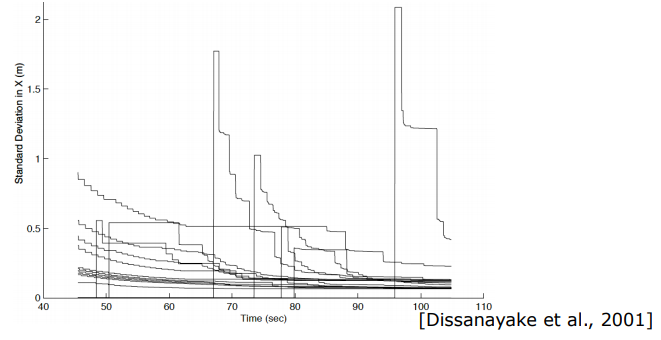 2
1.5
1
0.5
0
Standard Deviation in X (m)
40 50 60 70 80 90 100 110
Time (sec)
[Dissanayake et al., 2001]